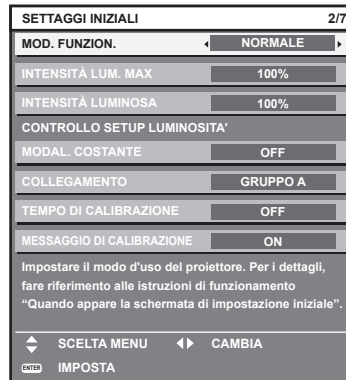 SETTAGGI INIZIALI 2/7
MOD. FUNZION. NORMALE
INTENSITÀ LUM. MAX 100%
INTENSITÀ LUMINOSA 100%
CONTROLLO SETUP LUMINOSITA'
MODAL. COSTANTE OFF
COLLEGAMENTO GRUPPO A
TEMPO DI CALIBRAZIONE OFF
MESSAGGIO DI CALIBRAZIONE ON
Impostare il modo d'uso del proiettore. Per i dettagli,
fare riferimento alle istruzioni di funzionamento
“Quando appare la schermata di impostazione iniziale”.
SCELTA MENU CAMBIA
ENTER IMPOSTA